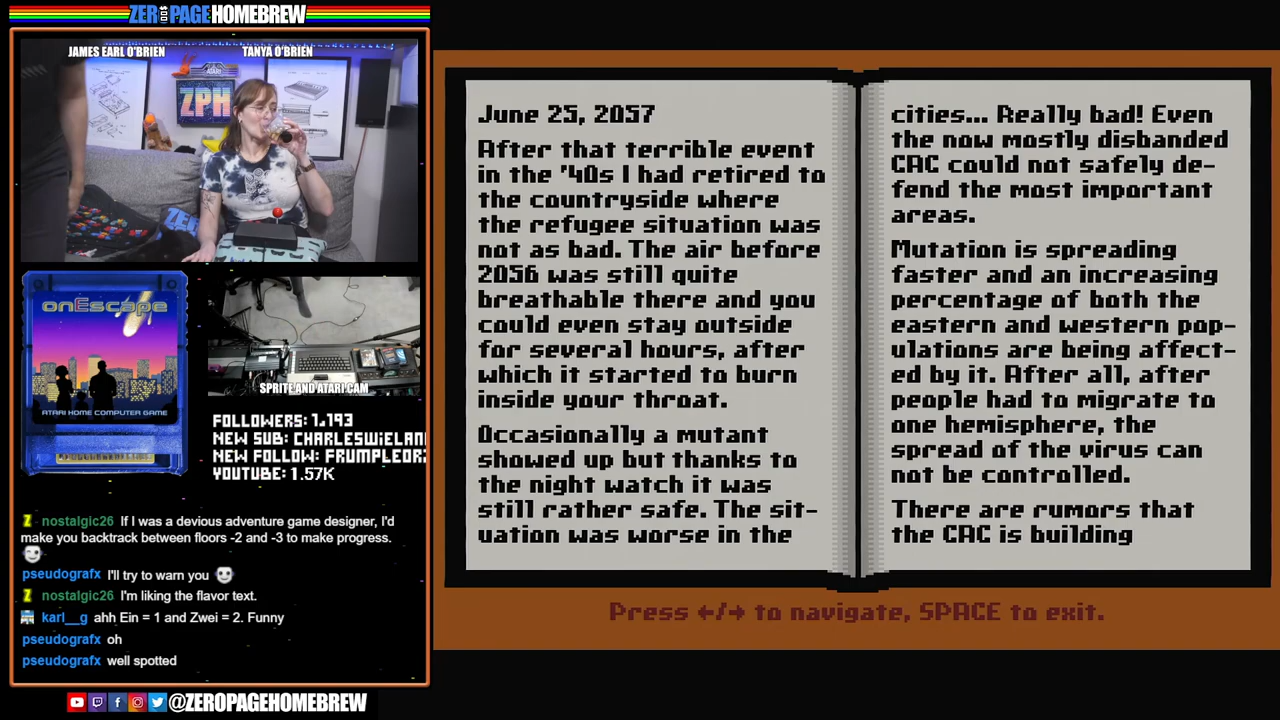 ZEROPAGE HOMEBREW
JAMES EARL O'BRIEN
TANYA O'BRIEN
ATARI
ZPH
onEscape
ATARI HOME COMPUTER GAME
SPRITE AND ATARI CAM
FOLLOWERS: 1,193
NEW SUB: CHARLESWIELAN
NEW FOLLOW: FRUMPLEORZ
YOUTUBE: 1.57K
nostalgic26 If I was a devious adventure game designer, I'd
make you backtrack between floors -2 and -3 to make progress.
pseudografx I'll try to warn you
nostalgic26 I'm liking the flavor text.
karl__g ahh Ein = 1 and Zwei = 2. Funny
pseudografx oh
pseudografx well spotted
@ZEROPAGEHOMEBREW
June 25, 2057
After that terrible event
in the '40s I had retired to
the countryside where
the refugee situation was
not as bad. The air before
2056 was still quite
breathable there and you
could even stay outside
for several hours, after
which it started to burn
inside your throat.
Occasionally a mutant
showed up but thanks to
the night watch it was
still rather safe. The sit-
uation was worse in the
cities... Really bad! Even
the now mostly disbanded
CAC could not safely de-
fend the most important
areas.
Mutation is spreading
faster and an increasing
percentage of both the
eastern and western pop-
ulations are being affect-
ed by it. After all, after
people had to migrate to
one hemisphere, the
spread of the virus can
not be controlled.
There are rumors that
the CAC is building
Press ←/→ to navigate, SPACE to exit.